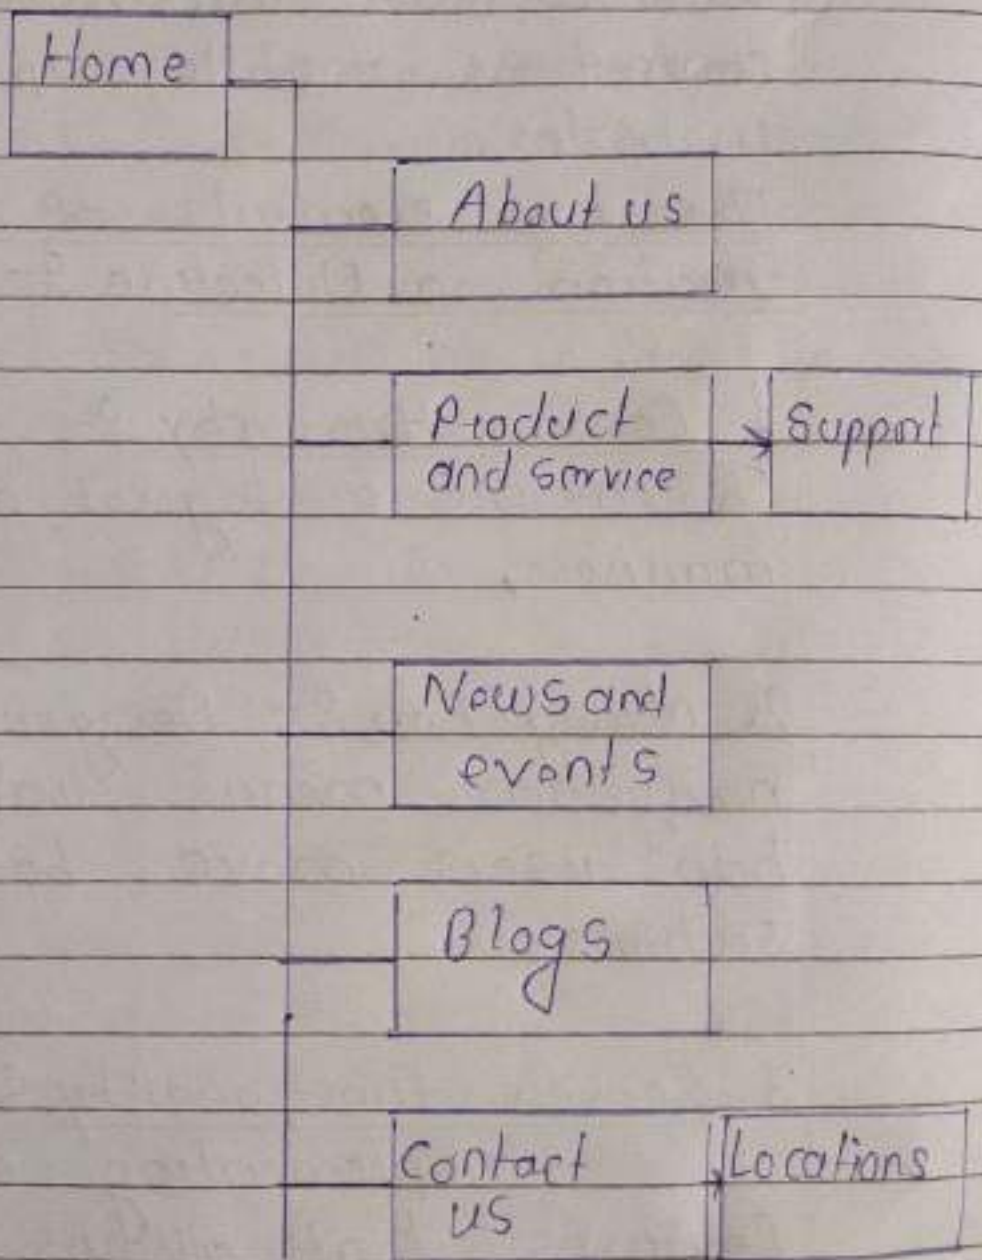 Home
About us
Product
and service
Support
News and
events
Blogs
Contact
us
Locations